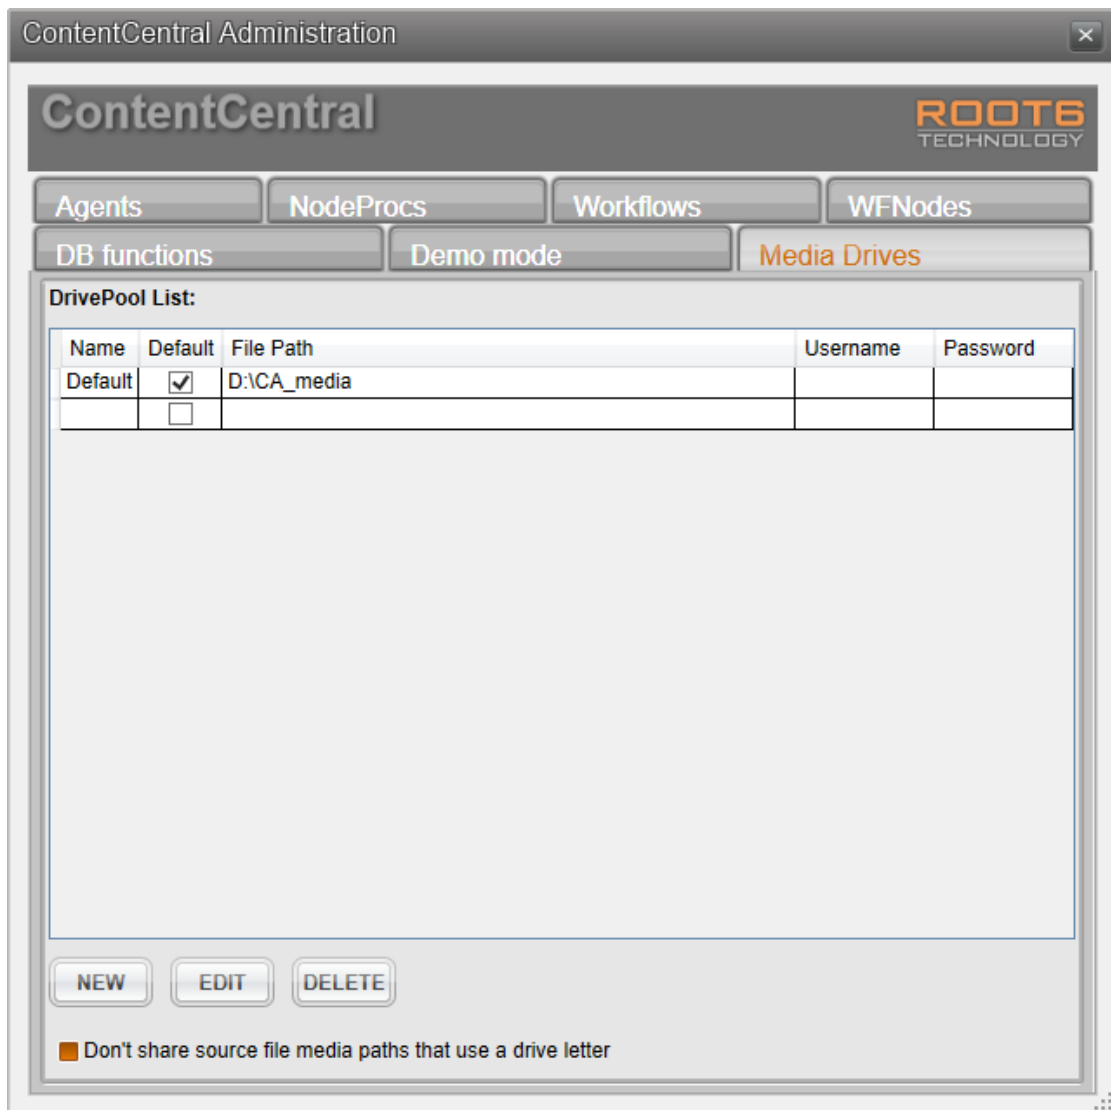 ContentCentral Administration
ContentCentral
ROOT6
TECHNOLOGY
Agents NodeProcs Workflows WFNodes
DB functions Demo mode Media Drives
DrivePool List:
Name Default File Path Username Password
Default D:\CA_media
NEW EDIT DELETE
Don't share source file media paths that use a drive letter